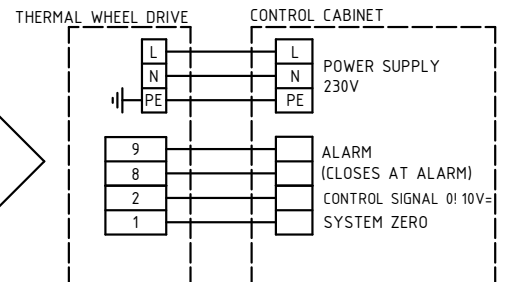 THERMAL WHEEL DRIVE
CONTROL CABINET
L
L
N
N
PE
PE
POWER SUPPLY
230V
9
8
2
1
ALARM
(CLOSES AT ALARM)
CONTROL SIGNAL 0! 10V=
SYSTEM ZERO